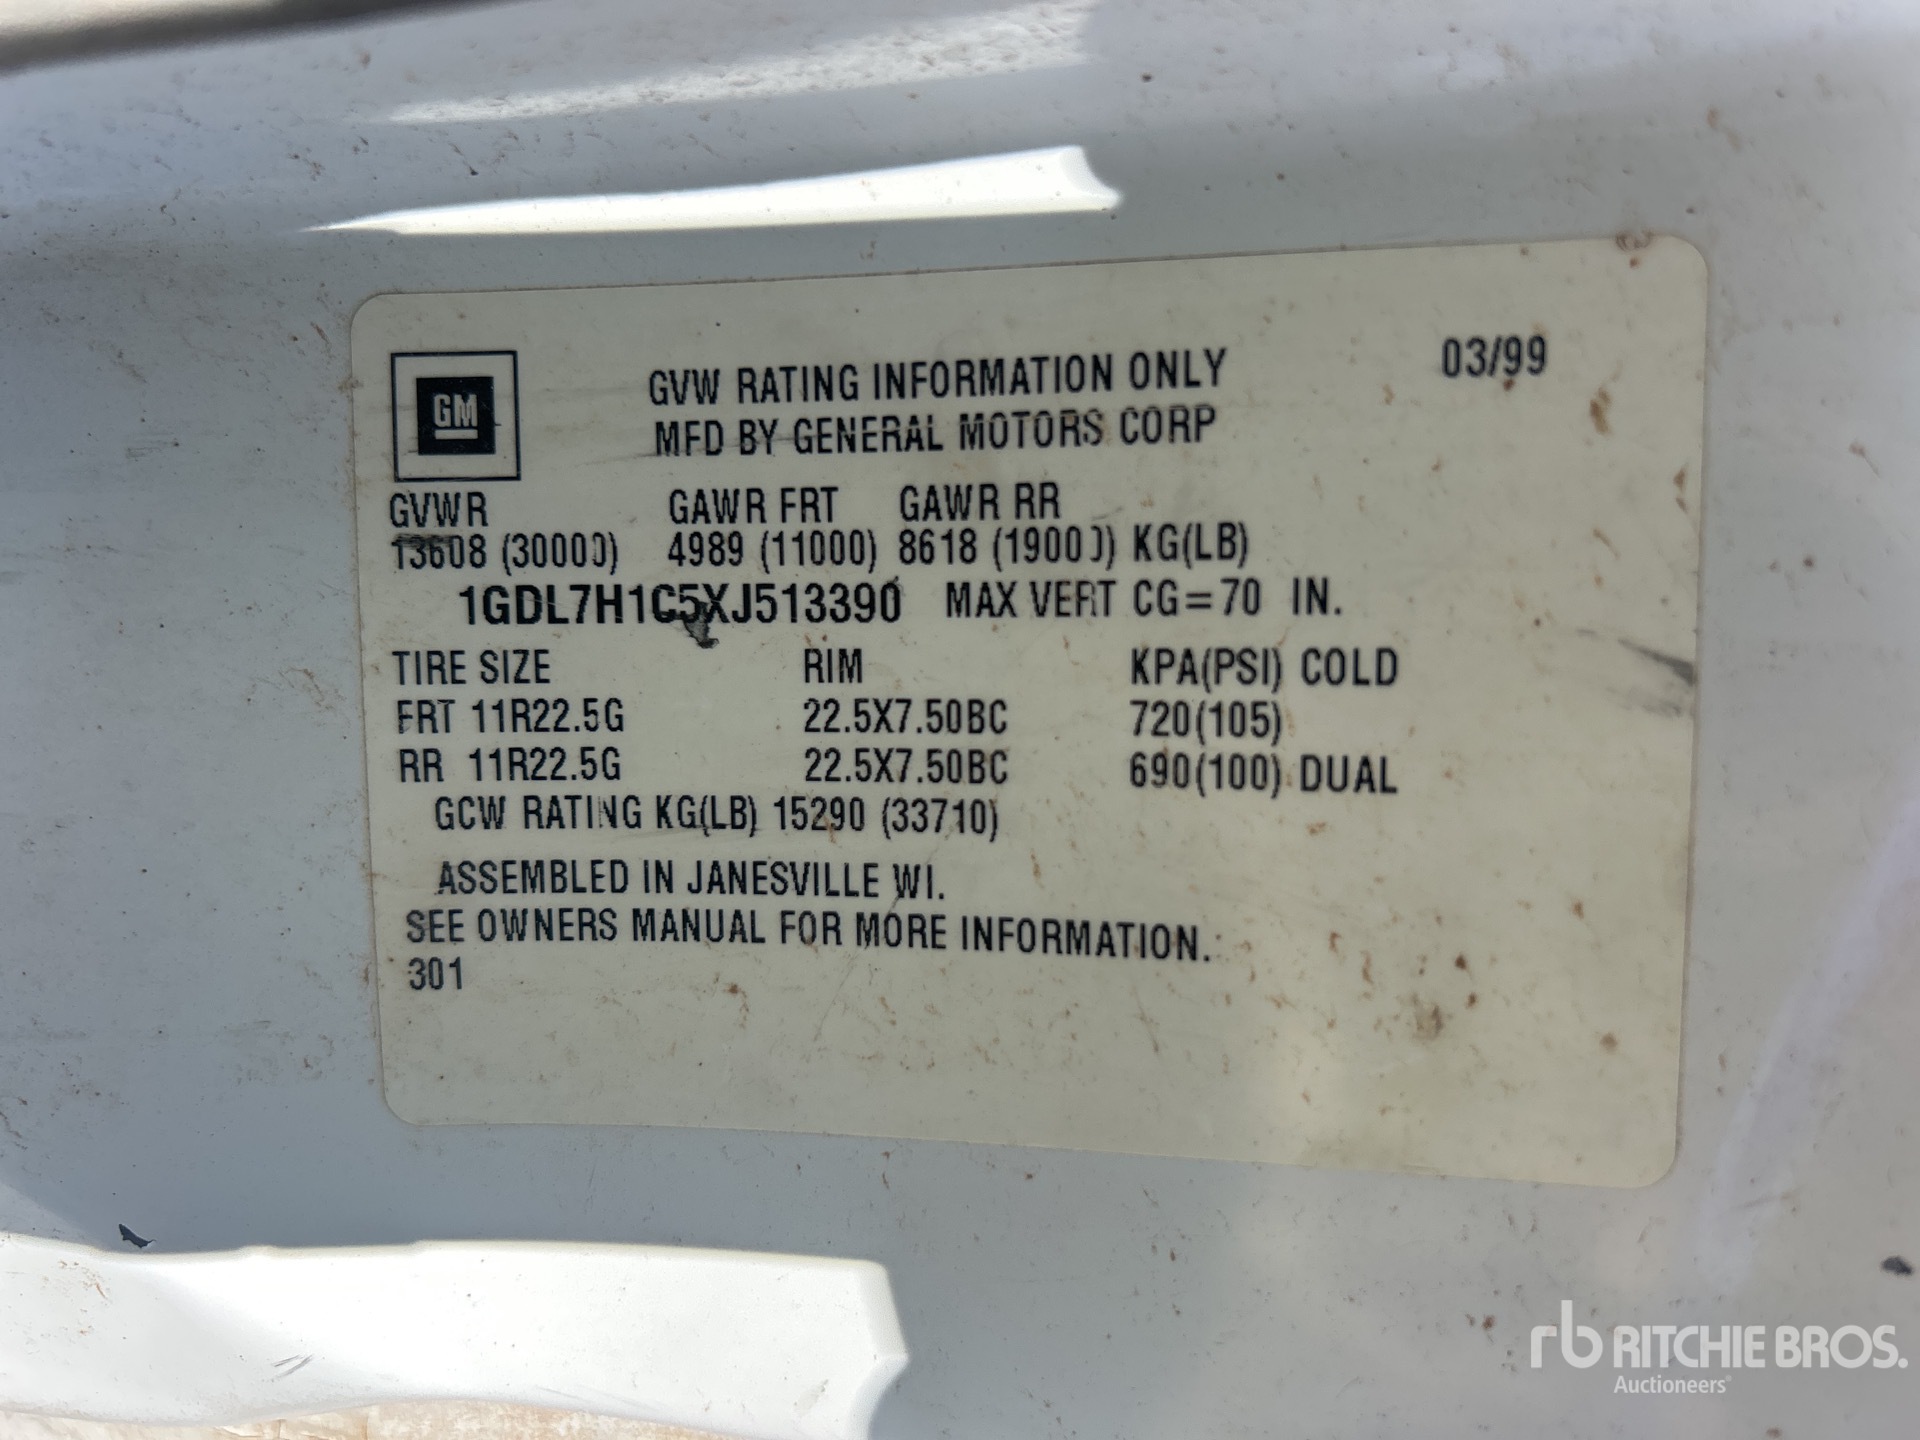 GVW RATING INFORMATION ONLY 03/99
GM MFD BY GENERAL MOTORS CORP
GVWR GAWR FRT GAWR RR
13608 (30000) 4989 (11000) 8618 (19000) KG(LB)
1GDL7H1C5XJ513390 MAX VERT CG=70 IN.
TIRE SIZE RIM KPA(PSI) COLD
FRT 11R22.5G 22.5X7.50BC 720(105)
RR 11R22.5G 22.5X7.50BC 690(100) DUAL
GCW RATING KG(LB) 15290 (33710)
ASSEMBLED IN JANESVILLE WI.
SEE OWNERS MANUAL FOR MORE INFORMATION.
301
rb RITCHIE BROS.
Auctioneers